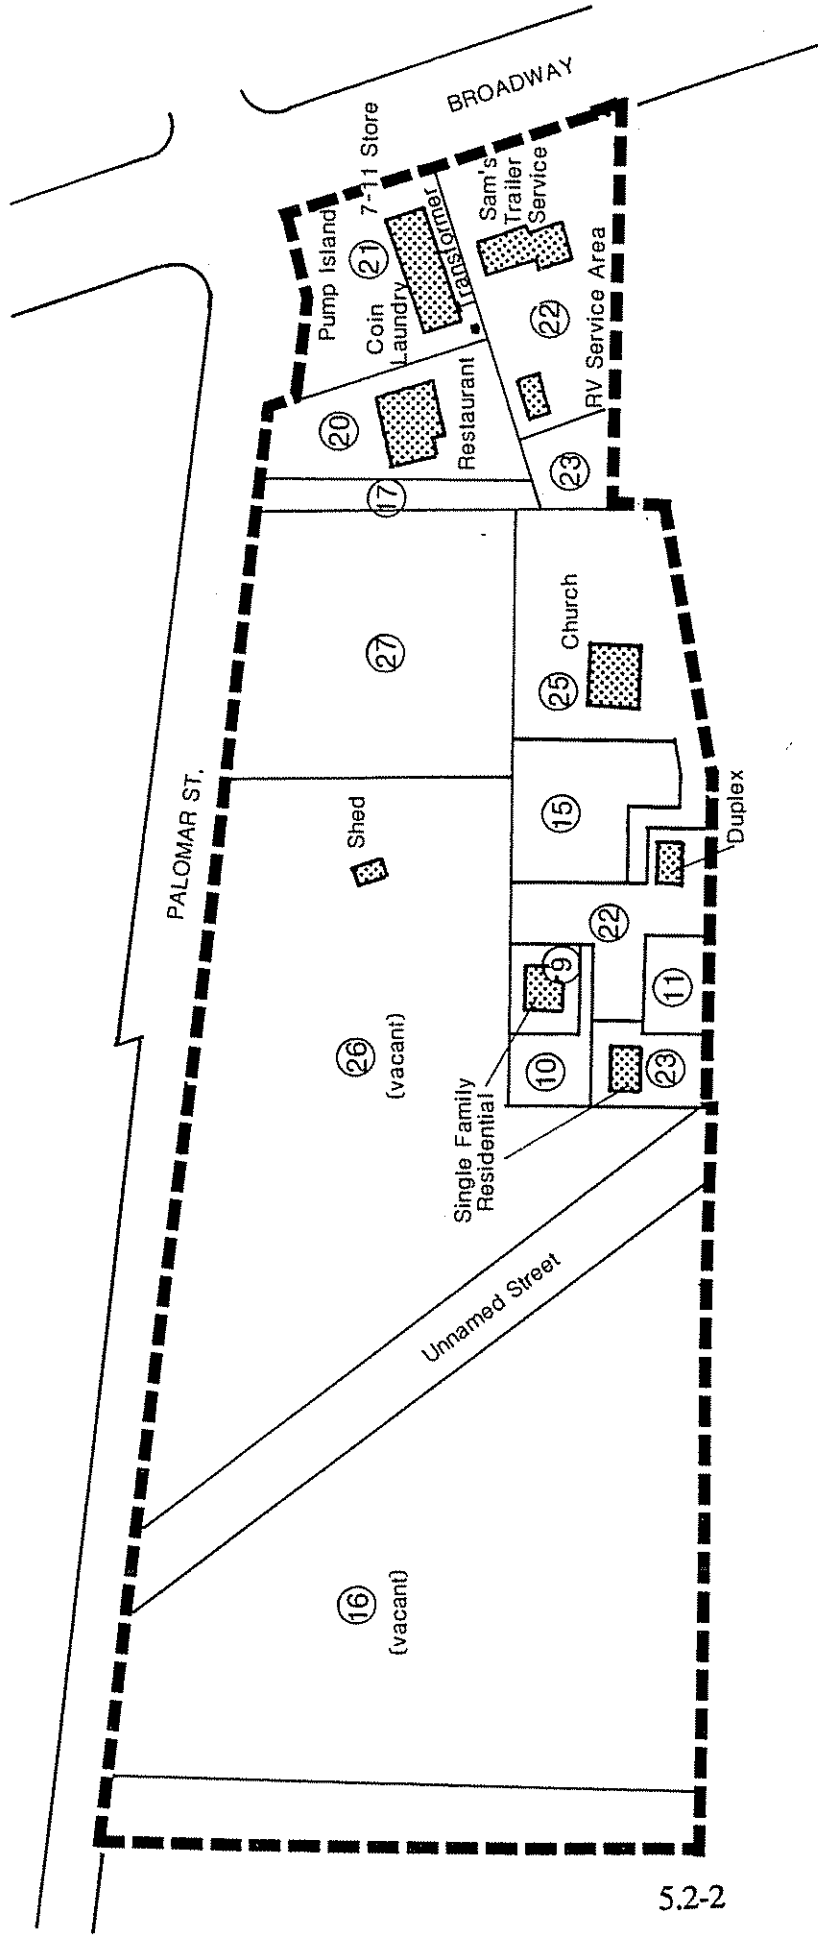 BROADWAY
7-11 Store
Pump Island
21
Coin
Laundry
Transformer
Sam's
Trailer
Service
22
RV Service Area
20
Restaurant
17
23
27
Church
25
PALOMAR ST.
Shed
15
Duplex
22
9
11
26
(vacant)
10
23
Single Family
Residential
Unnamed Street
16
(vacant)
5.2-2